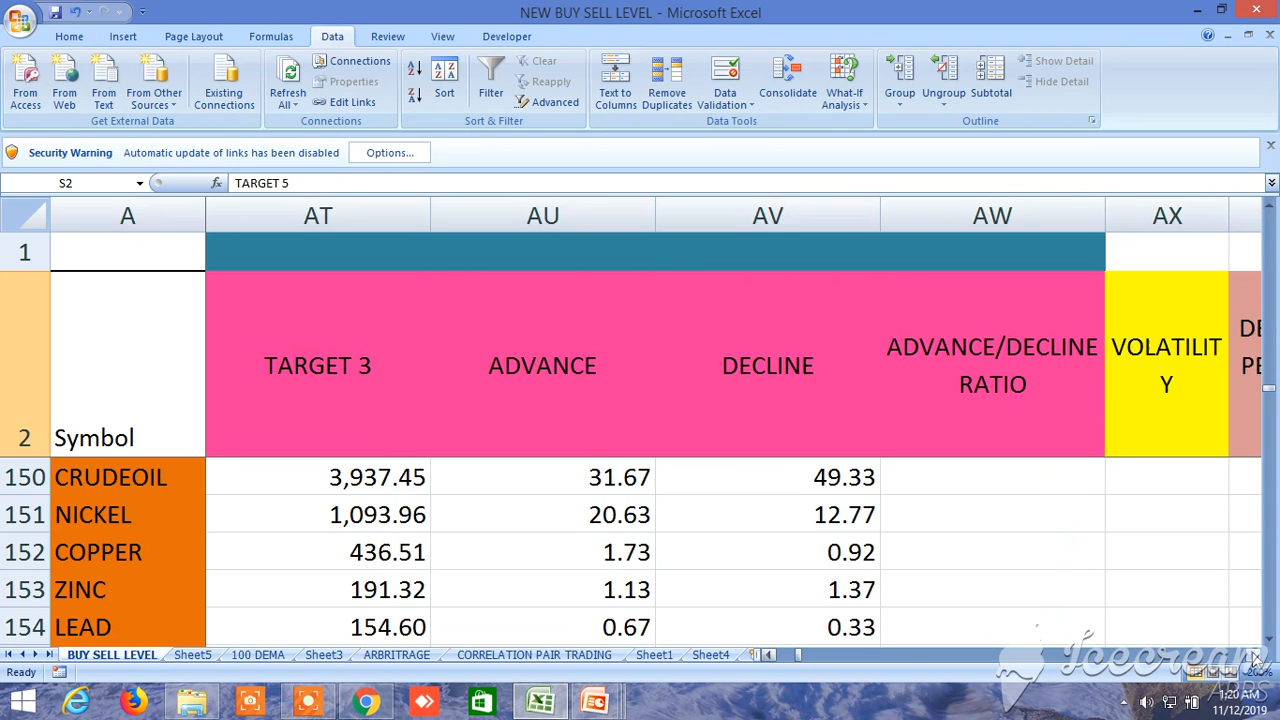 NEW BUY SELL LEVEL - Microsoft Excel
Home Insert Page Layout Formulas Data Review View Developer
From Access
From Web
From Text
From Other Sources
Existing Connections
Get External Data
Refresh All
Connections
Properties
Edit Links
Connections
Sort
Filter
Clear
Reapply
Advanced
Sort & Filter
Text to Columns
Remove Duplicates
Data Validation
Consolidate
What-If Analysis
Data Tools
Group
Ungroup
Subtotal
Show Detail
Hide Detail
Outline
Security Warning Automatic update of links has been disabled Options...
S2 fx TARGET 5
A AT AU AV AW AX
1
2 Symbol TARGET 3 ADVANCE DECLINE ADVANCE/DECLINE RATIO VOLATILITY
150 CRUDEOIL 3,937.45 31.67 49.33
151 NICKEL 1,093.96 20.63 12.77
152 COPPER 436.51 1.73 0.92
153 ZINC 191.32 1.13 1.37
154 LEAD 154.60 0.67 0.33
BUY SELL LEVEL Sheet5 100 DEMA Sheet3 ARBRITRAGE CORRELATION PAIR TRADING Sheet1 Sheet4
Ready
Icecream
APPS
1:20 AM
11/12/2019